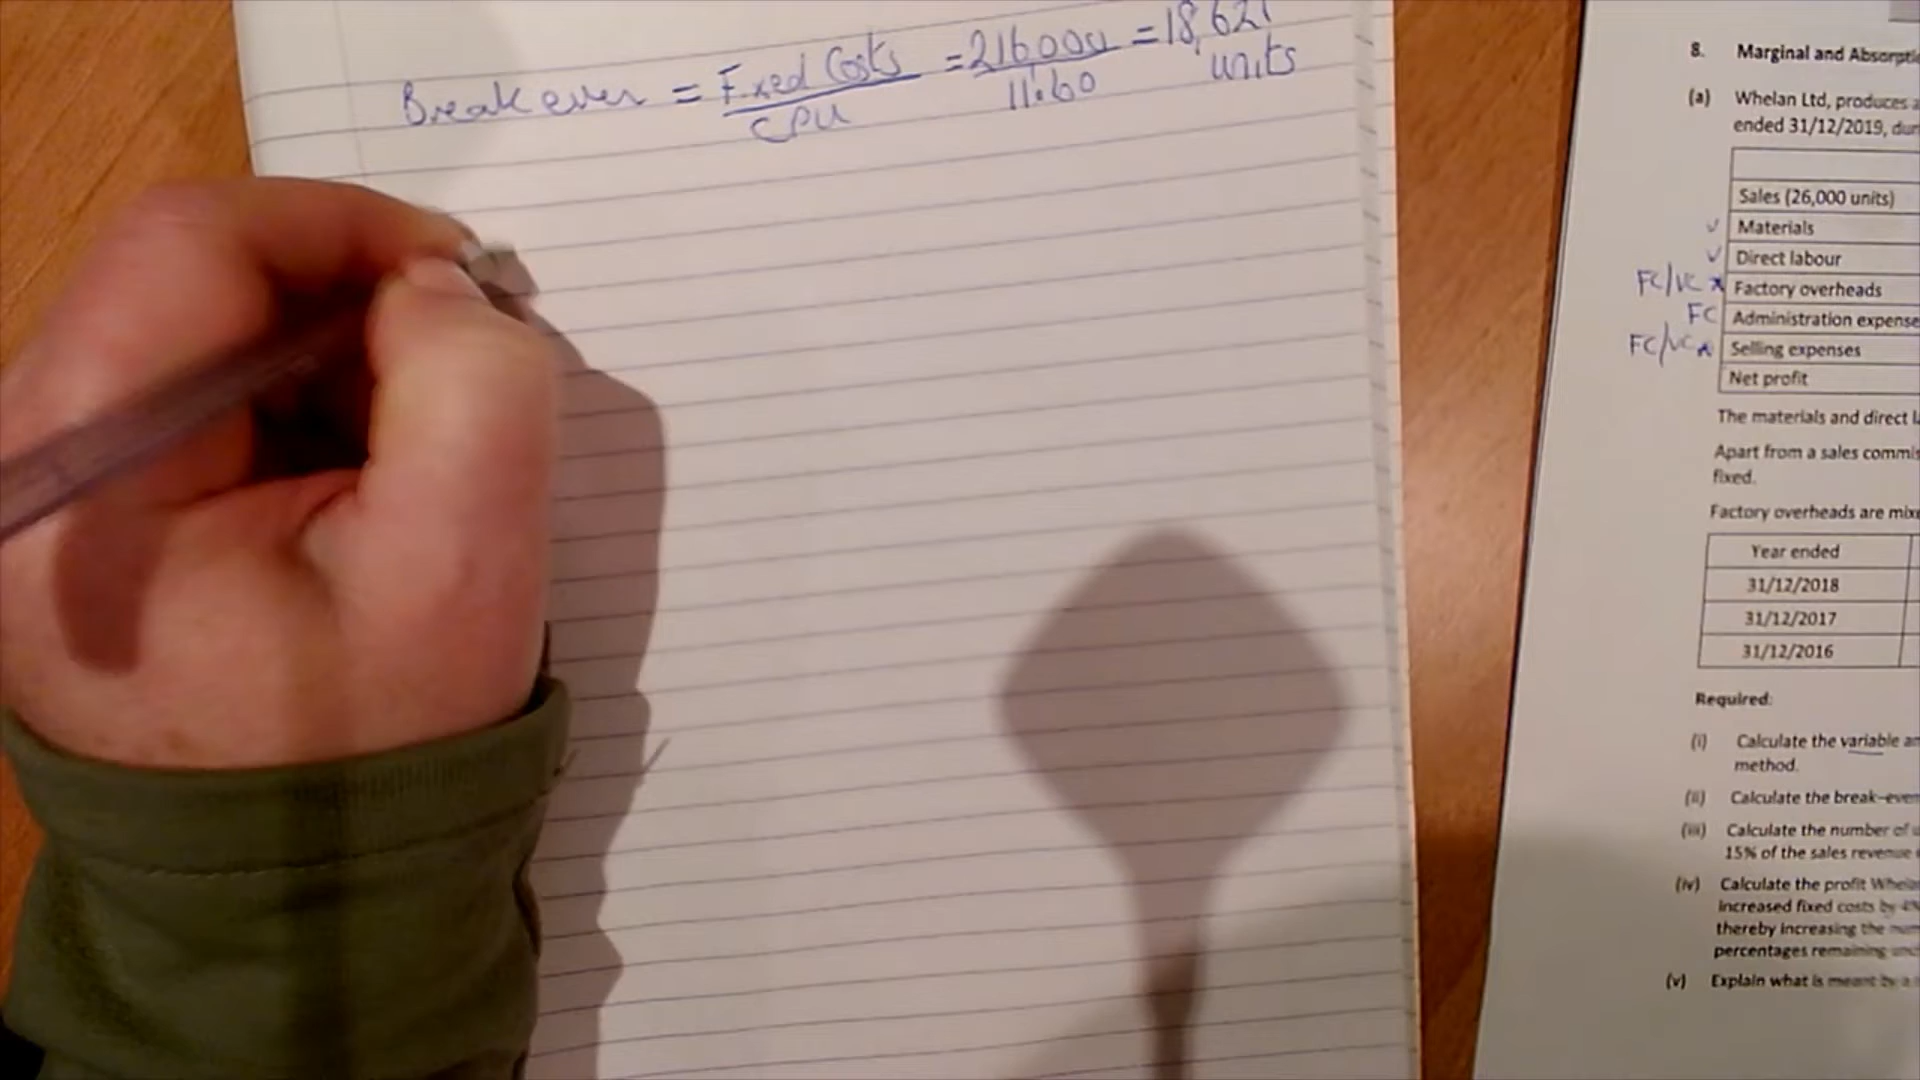 Break even = Fixed Costs = 216000 = 18,621
CPU 11.60 units
8. Marginal and Absorpti
(a) Whelan Ltd, produces a
ended 31/12/2019, dur
Sales (26,000 units)
✓ Materials
✓ Direct labour
FC/VC * Factory overheads
FC Administration expense
FC/VC * Selling expenses
Net profit
The materials and direct l
Apart from a sales commis
fixed.
Factory overheads are mixe
Year ended
31/12/2018
31/12/2017
31/12/2016
Required:
(i) Calculate the variable an
method.
(ii) Calculate the break-even
(iii) Calculate the number of u
15% of the sales revenue
(iv) Calculate the profit Whelan
increased fixed costs by 4%
thereby increasing the num
percentages remaining unc
(v) Explain what is meant by a